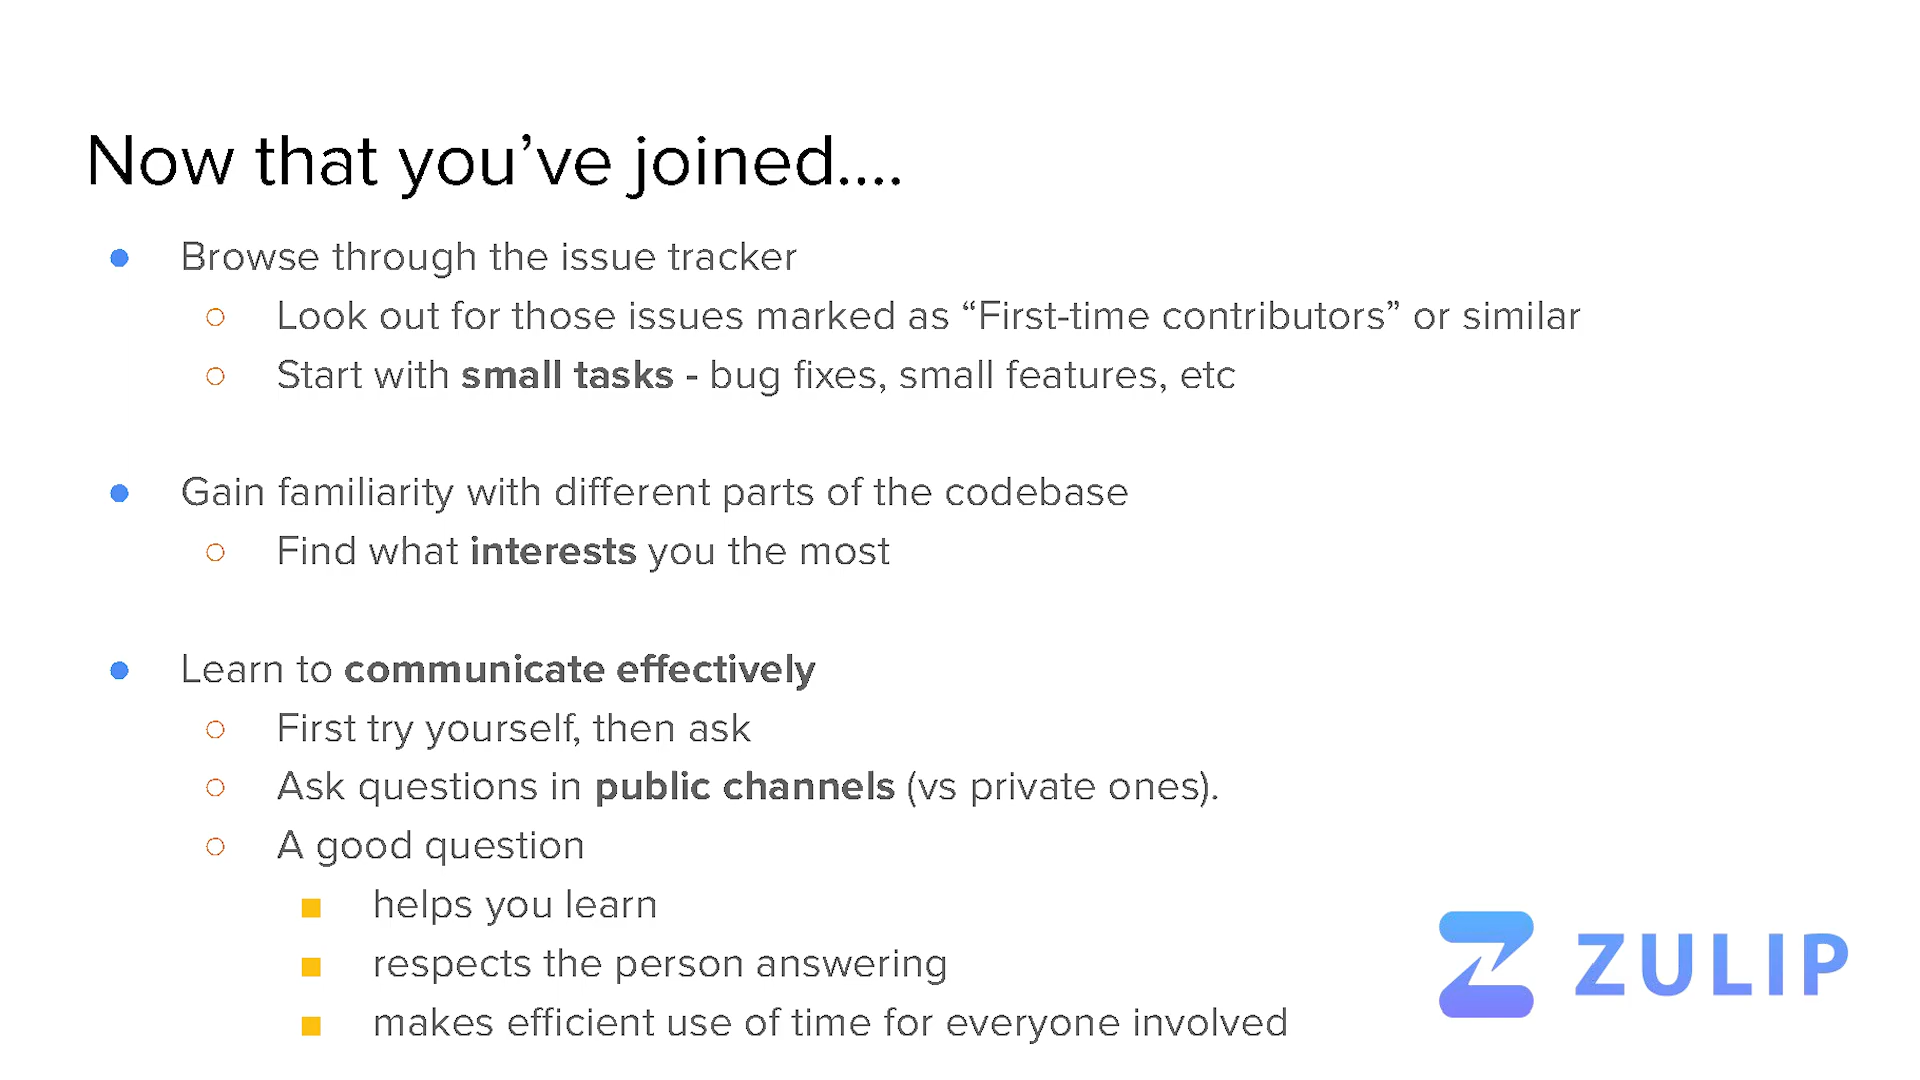 Now that you’ve joined....
● Browse through the issue tracker
○ Look out for those issues marked as “First-time contributors” or similar
○ Start with small tasks - bug fixes, small features, etc
● Gain familiarity with different parts of the codebase
○ Find what interests you the most
● Learn to communicate effectively
○ First try yourself, then ask
○ Ask questions in public channels (vs private ones).
○ A good question
■ helps you learn
■ respects the person answering
■ makes efficient use of time for everyone involved
ZULIP